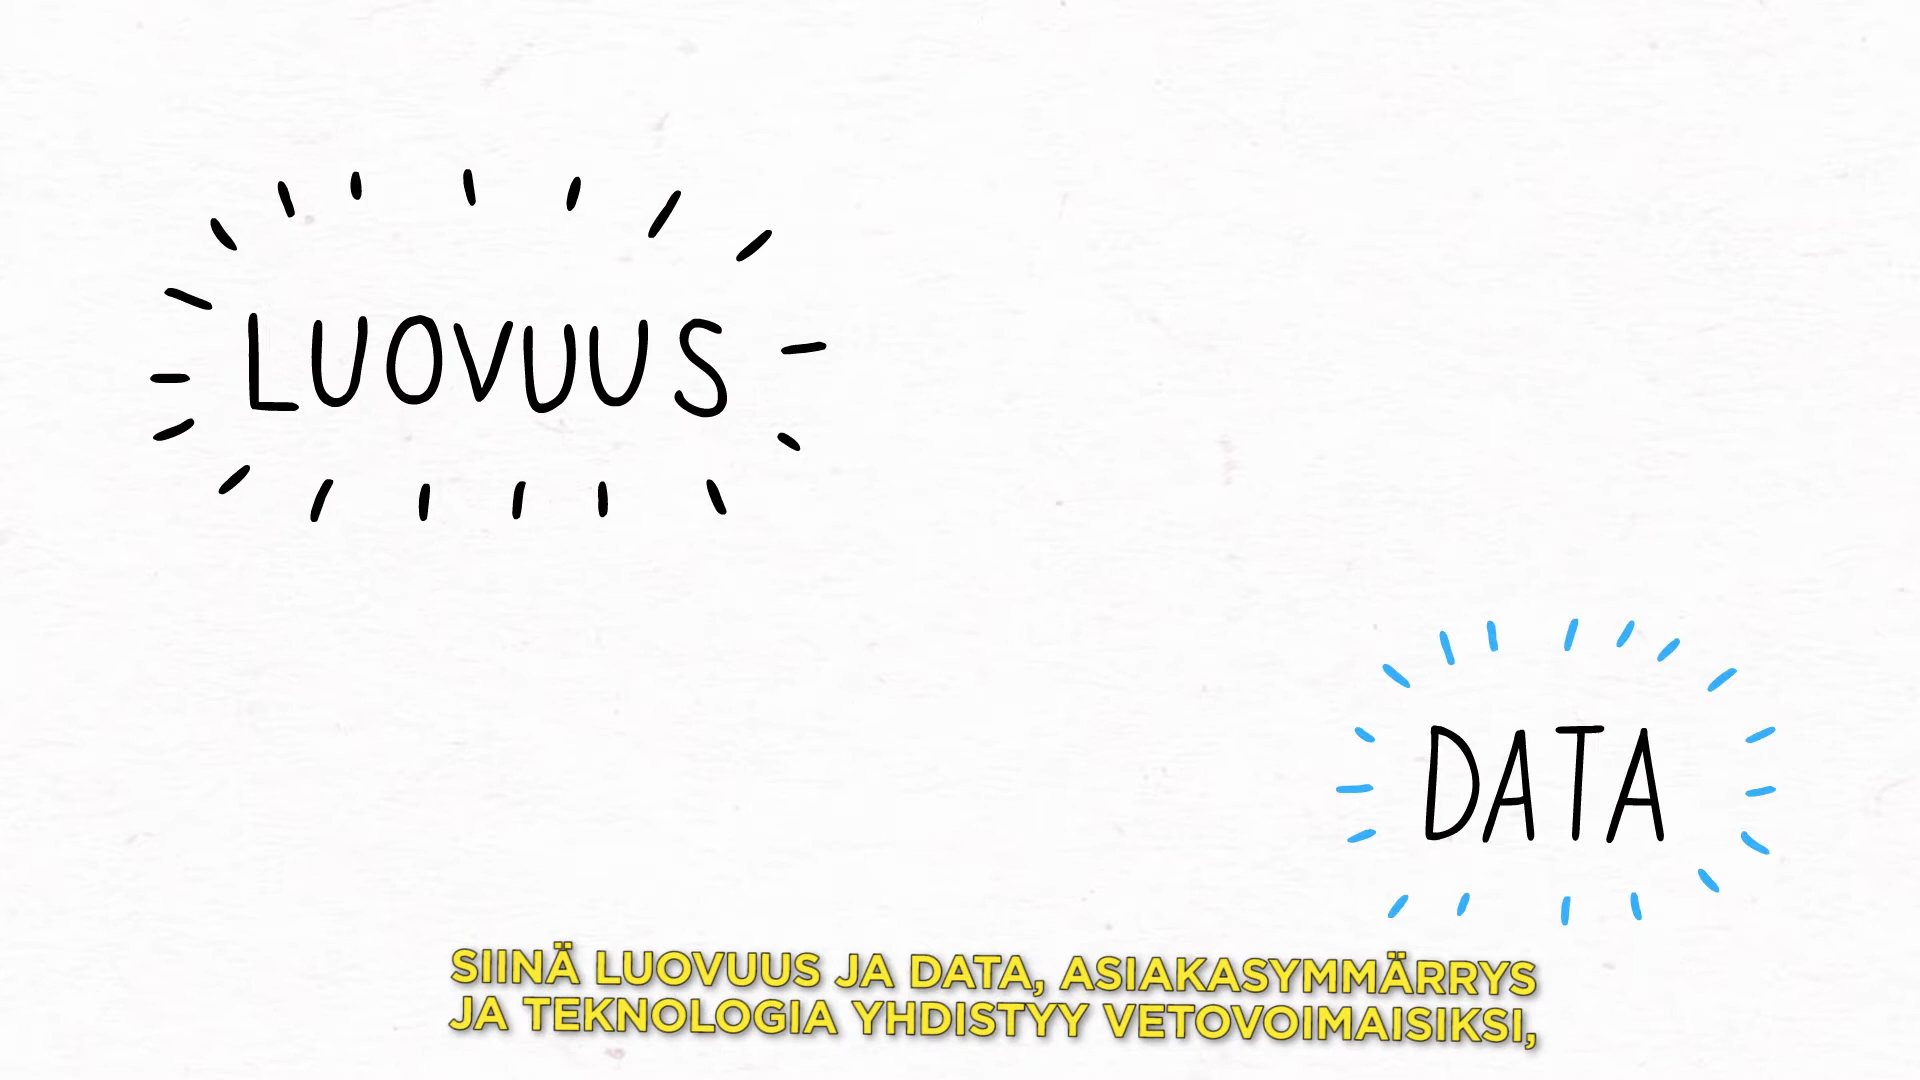 LUOVUUS
DATA
SIINÄ LUOVUUS JA DATA, ASIAKASYMMÄRRYS
JA TEKNOLOGIA YHDISTYY VETOVOIMAISIKSI,